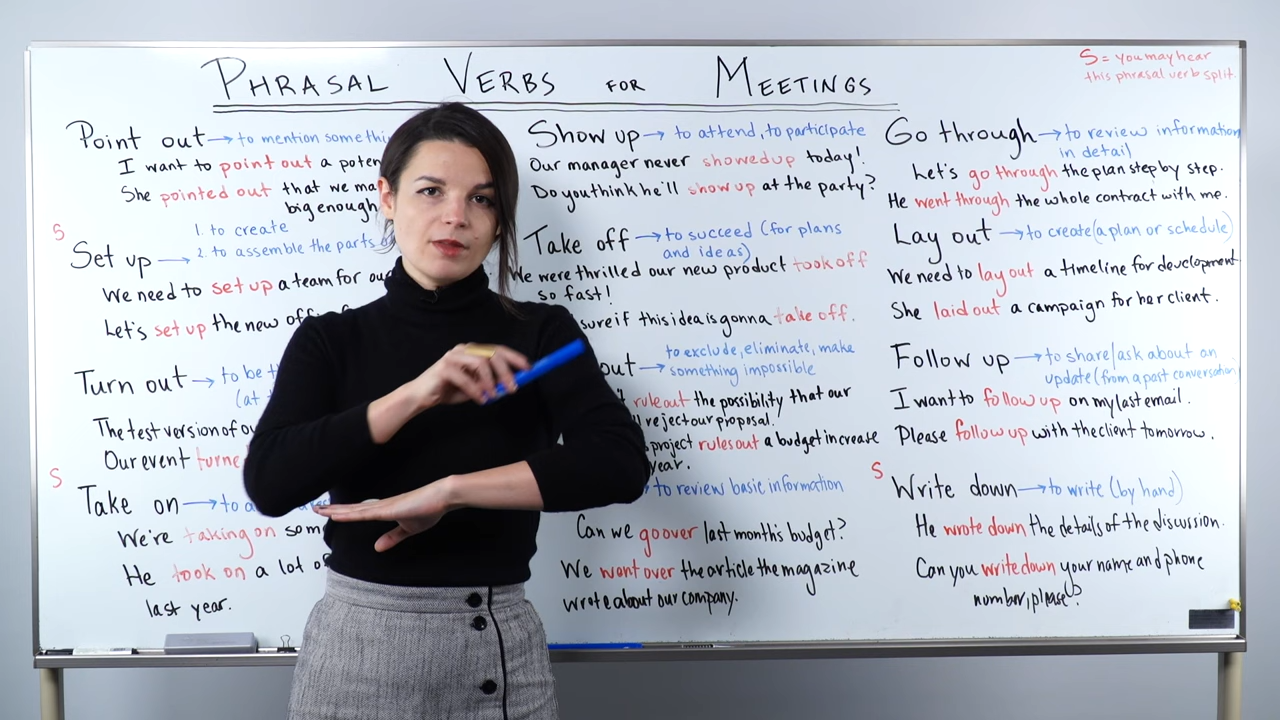 PHRASAL VERBS FOR MEETINGS
S = you may hear
this phrasal verb split.
Point out → to mention
I want to point out a
She pointed out that we
big enough
S
Set up →
1. to create
2. to assemble the parts
We need to set up a team for
Let's set up the new
Turn out → to be
(at
The test version of
Our event
S
Take on → to
We're taking on
He took on a lot
last year.
Show up → to attend, to participate
Our manager never showed up today!
Do you think he'll show up at the party?
Take off → to succeed (for plans
and ideas)
We were thrilled our new product took off
so fast!
sure if this idea is gonna take off.
out → to exclude, eliminate, make
something impossible
rule out the possibility that our
reject our proposal.
project rules out a budget increase
year.
→ to review basic information
Can we go over last month's budget?
We went over the article the magazine
wrote about our company.
Go through → to review information
in detail
Let's go through the plan step by step.
He went through the whole contract with me.
Lay out → to create (a plan or schedule)
We need to lay out a timeline for development
She laid out a campaign for her client.
Follow up → to share/ask about an
update (from a past conversation)
I want to follow up on my last email.
Please follow up with the client tomorrow.
S
Write down → to write (by hand)
He wrote down the details of the discussion.
Can you write down your name and phone
number, please?